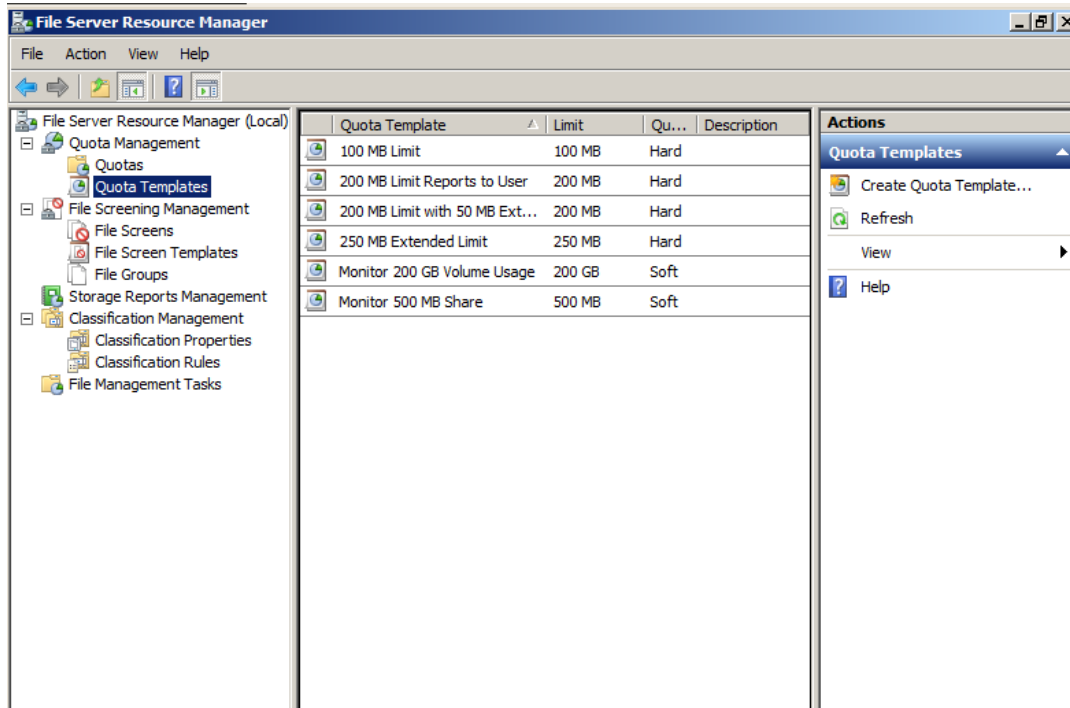 File Server Resource Manager
File Action View Help
File Server Resource Manager (Local)
Quota Management
Quotas
Quota Templates
File Screening Management
File Screens
File Screen Templates
File Groups
Storage Reports Management
Classification Management
Classification Properties
Classification Rules
File Management Tasks
Quota Template Limit Qu... Description
100 MB Limit 100 MB Hard
200 MB Limit Reports to User 200 MB Hard
200 MB Limit with 50 MB Ext... 200 MB Hard
250 MB Extended Limit 250 MB Hard
Monitor 200 GB Volume Usage 200 GB Soft
Monitor 500 MB Share 500 MB Soft
Actions
Quota Templates
Create Quota Template...
Refresh
View
Help